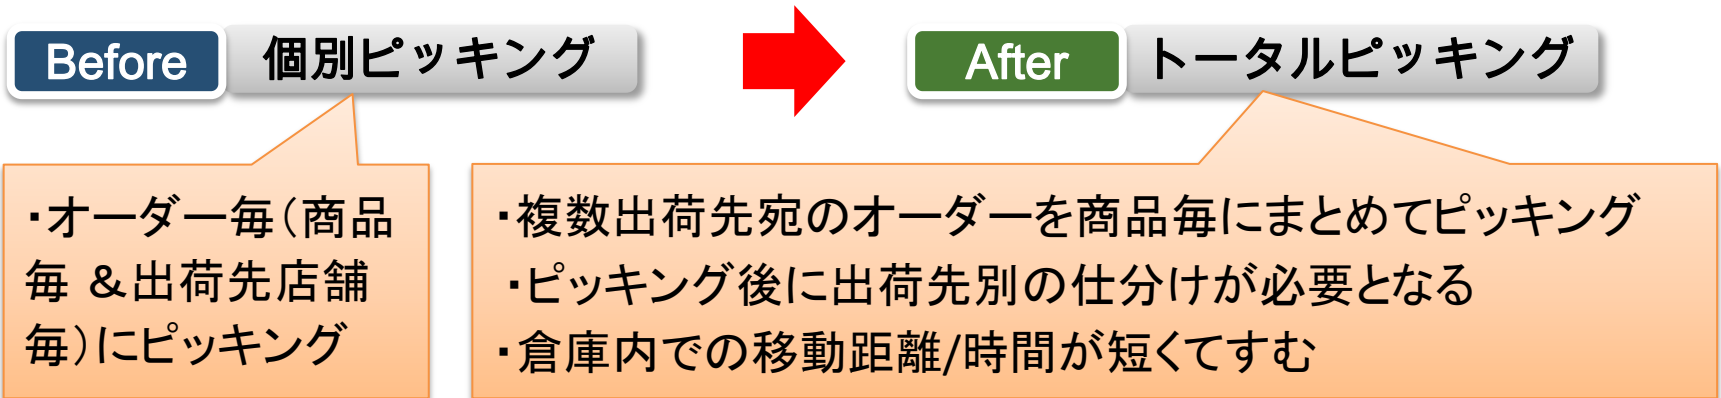 Before 個別ピッキング
After トータルピッキング
・オーダー毎（商品
毎 ＆出荷先店舗
毎）にピッキング
・複数出荷先宛のオーダーを商品毎にまとめてピッキング
・ピッキング後に出荷先別の仕分けが必要となる
・倉庫内での移動距離/時間が短くてすむ